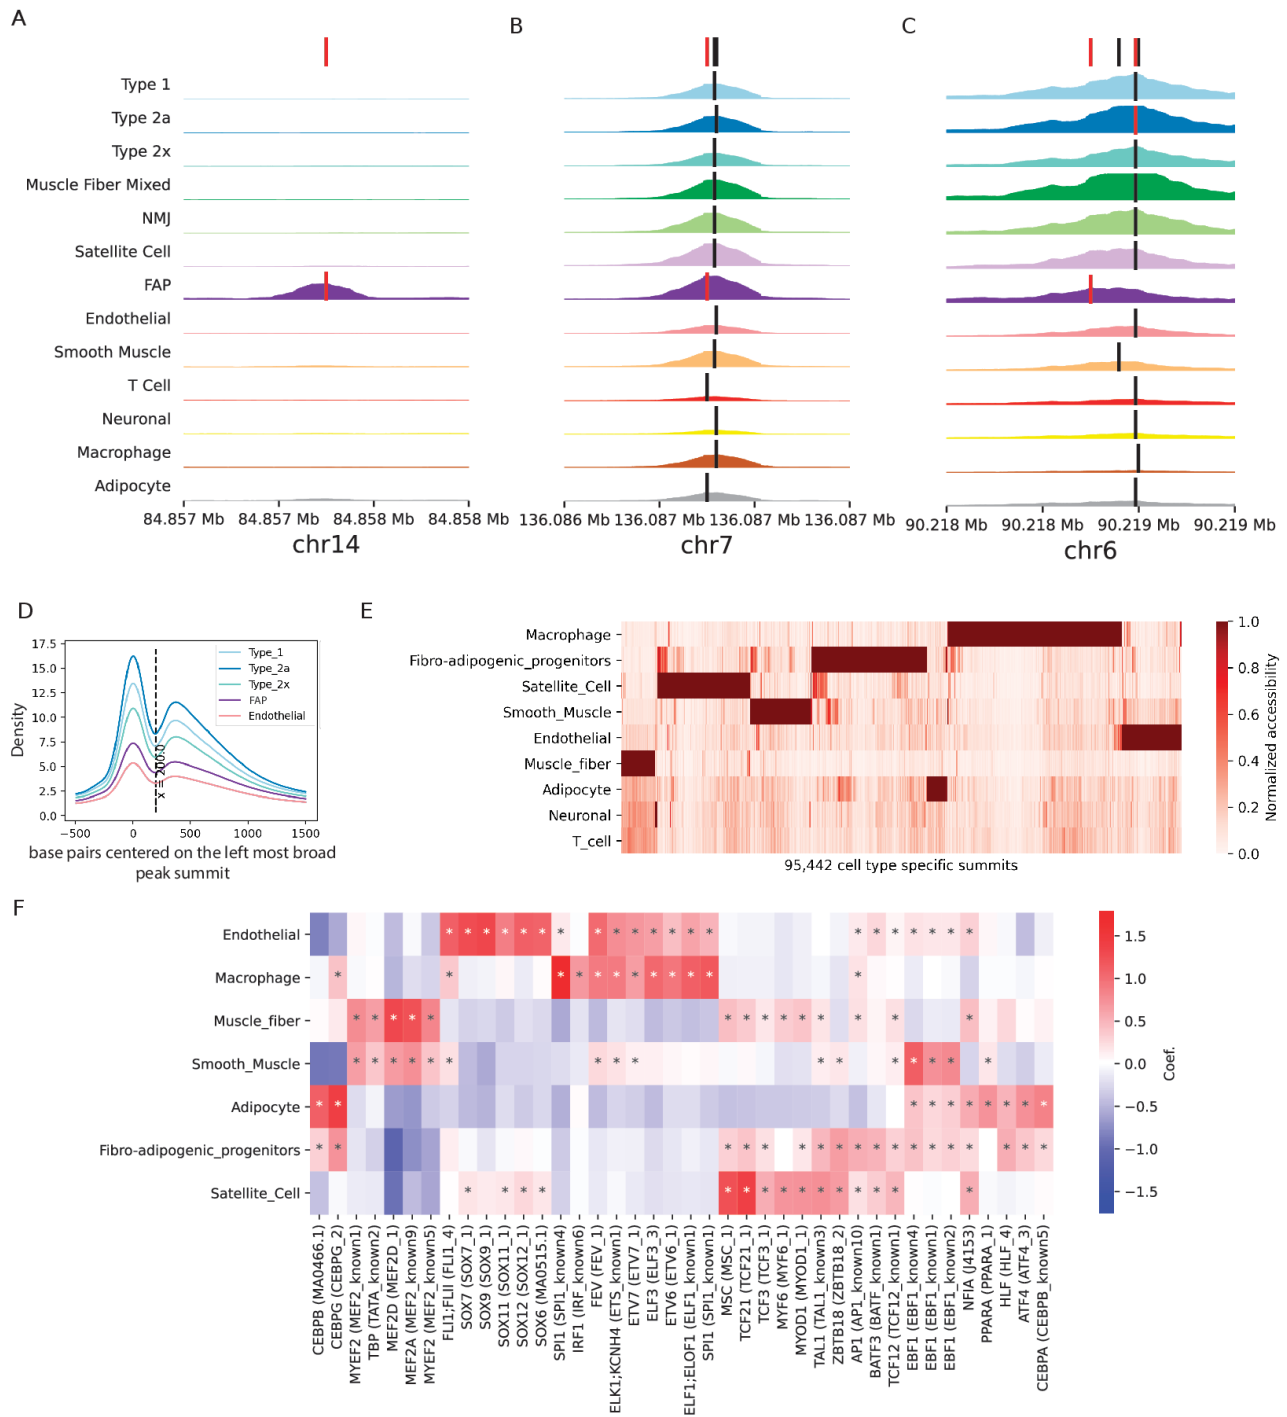 A
B
C
Type 1
Type 2a
Type 2x
Muscle Fiber Mixed
NMJ
Satellite Cell
FAP
Endothelial
Smooth Muscle
T Cell
Neuronal
Macrophage
Adipocyte
84.857 Mb 84.857 Mb 84.858 Mb 84.858 Mb
chr14
136.086 Mb 136.087 Mb 136.087 Mb 136.087 Mb
chr7
90.218 Mb 90.218 Mb 90.219 Mb 90.219 Mb
chr6
D
17.5
15.0
12.5
10.0
7.5
5.0
2.5
0.0
Density
Type_1
Type_2a
Type_2x
FAP
Endothelial
x=200.0
−500 0 500 1000 1500
base pairs centered on the left most broad
peak summit
E
Macrophage
Fibro-adipogenic_progenitors
Satellite_Cell
Smooth_Muscle
Endothelial
Muscle_fiber
Adipocyte
Neuronal
T_cell
95,442 cell type specific summits
1.0
0.8
0.6
0.4
0.2
0.0
Normalized accessibility
F
Endothelial
Macrophage
Muscle_fiber
Smooth_Muscle
Adipocyte
Fibro-adipogenic_progenitors
Satellite_Cell
CEBPB (MA0466.1)
CEBPG (CEBPG_2)
MYEF2 (MEF2_known1)
TBP (TATA_known2)
MEF2D (MEF2D_1)
MEF2A (MEF2_known9)
MYEF2 (MEF2_known5)
FLI1;FLII (FLI1_4)
SOX7 (SOX7_1)
SOX9 (SOX9_1)
SOX11 (SOX11_1)
SOX12 (SOX12_1)
SOX6 (MA0515.1)
SPI1 (SPI1_known4)
IRF1 (IRF_known6)
FEV (FEV_1)
ELK1;KCNH4 (ETS_known1)
ETV7 (ETV7_1)
ELF3 (ELF3_3)
ETV6 (ETV6_1)
ELF1;ELOF1 (ELF1_known1)
SPI1 (SPI1_known1)
MSC (MSC_1)
TCF21 (TCF21_1)
TCF3 (TCF3_1)
MYF6 (MYF6_1)
MYOD1 (MYOD1_1)
TAL1 (TAL1_known3)
ZBTB18 (ZBTB18_2)
AP1 (AP1_known10)
BATF3 (BATF_known1)
TCF12 (TCF12_known1)
EBF1 (EBF1_known4)
EBF1 (EBF1_known1)
EBF1 (EBF1_known2)
NFIA (J4153)
PPARA (PPARA_1)
HLF (HLF_4)
ATF4 (ATF4_3)
CEBPA (CEBPB_known5)
1.5
1.0
0.5
0.0
−0.5
−1.0
−1.5
Coef.